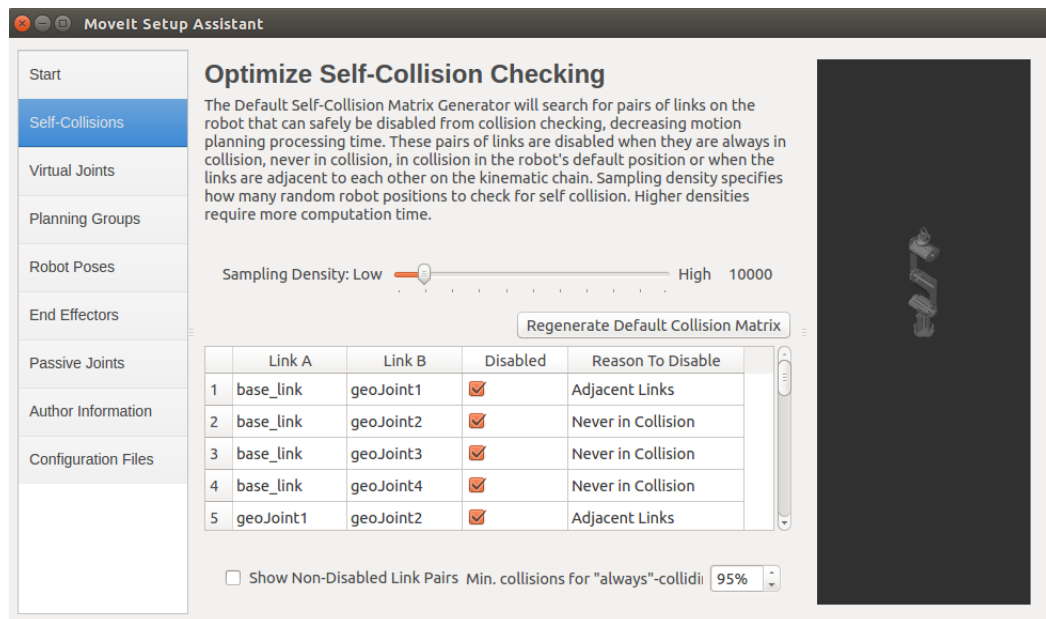 MoveIt Setup Assistant
Start
Self-Collisions
Virtual Joints
Planning Groups
Robot Poses
End Effectors
Passive Joints
Author Information
Configuration Files
Optimize Self-Collision Checking
The Default Self-Collision Matrix Generator will search for pairs of links on the
robot that can safely be disabled from collision checking, decreasing motion
planning processing time. These pairs of links are disabled when they are always in
collision, never in collision, in collision in the robot's default position or when the
links are adjacent to each other on the kinematic chain. Sampling density specifies
how many random robot positions to check for self collision. Higher densities
require more computation time.
Sampling Density: Low High 10000
Regenerate Default Collision Matrix
Link A Link B Disabled Reason To Disable
1 base_link geoJoint1 Adjacent Links
2 base_link geoJoint2 Never in Collision
3 base_link geoJoint3 Never in Collision
4 base_link geoJoint4 Never in Collision
5 geoJoint1 geoJoint2 Adjacent Links
Show Non-Disabled Link Pairs Min. collisions for "always"-collidi 95%